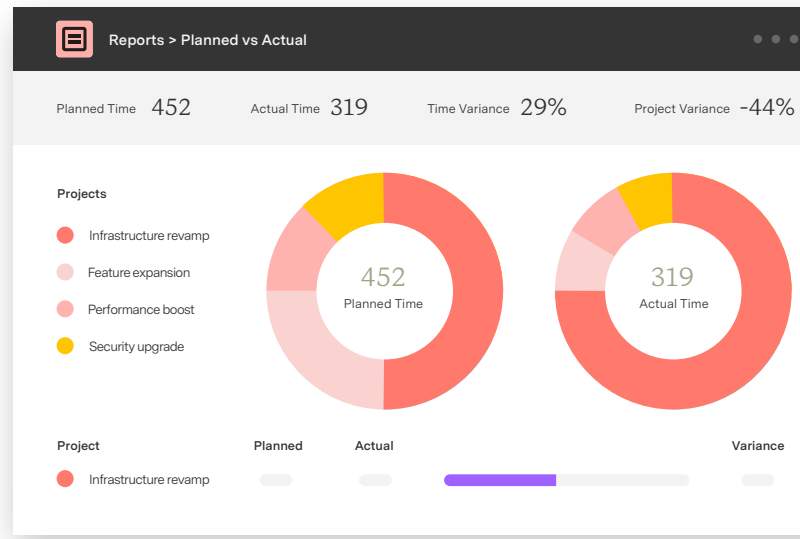 Reports > Planned vs Actual
Planned Time 452 Actual Time 319 Time Variance 29% Project Variance -44%
Projects
Infrastructure revamp
Feature expansion
Performance boost
Security upgrade
452
Planned Time
319
Actual Time
Project Planned Actual Variance
Infrastructure revamp